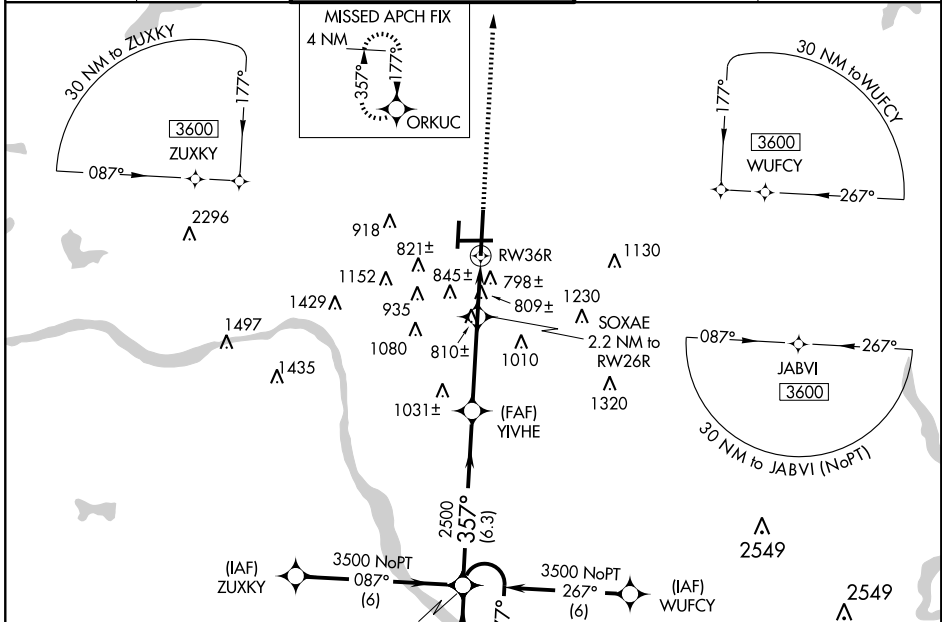 MISSED APCH FIX
4 NM
357°
177°
ORKUC
30 NM to ZUXKY
177°
3600
ZUXKY
087°
30 NM to WUFCY
177°
3600
WUFCY
267°
2296
918
821±
RW36R
1130
1152
845±
798±
1429
935
809±
1230
SOXAE
2.2 NM to
RW26R
1497
1080
810±
1010
087°
267°
JABVI
3600
1435
1320
1031±
(FAF)
YIVHE
30 NM to JABVI (NoPT)
2500
357°
(6.3)
2549
(IAF)
ZUXKY
3500 NoPT
087°
(6)
3500 NoPT
267°
(6)
(IAF)
WUFCY
2549